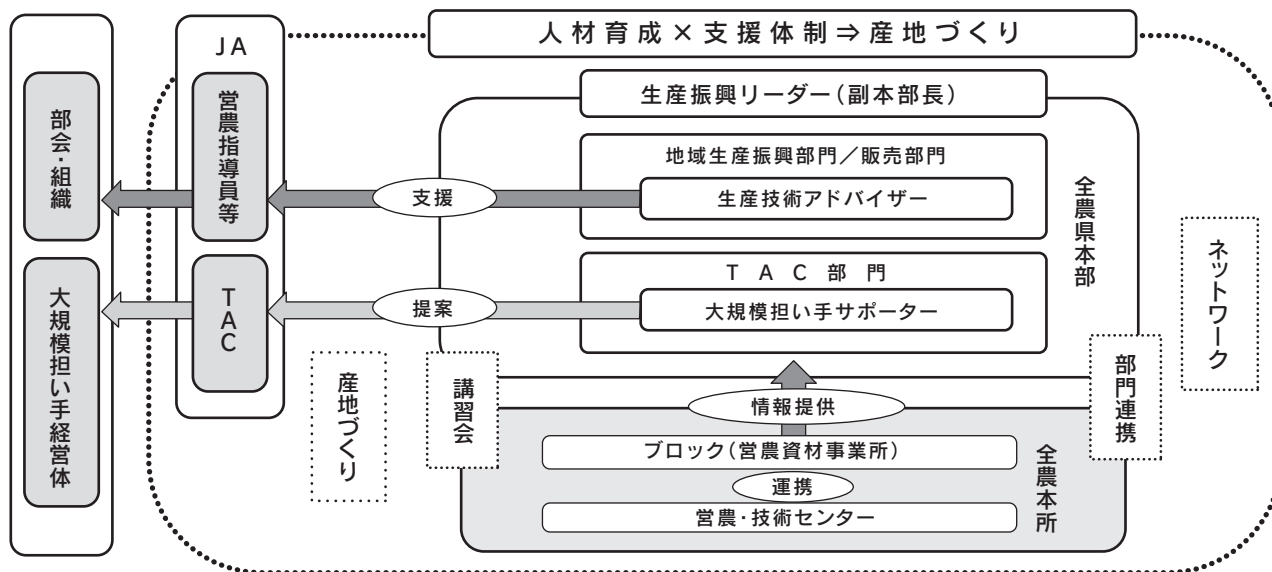 人材育成×支援体制⇒産地づくり
JA
生産振興リーダー(副本部長)
部会・組織
営農指導員等
地域生産振興部門／販売部門
支援
生産技術アドバイザー
全農県本部
ネットワーク
大規模担い手経営体
TAC
TAC部門
提案
大規模担い手サポーター
産地づくり
講習会
部門連携
情報提供
ブロック(営農資材事業所)
運携
営農・技術センター
全農本所